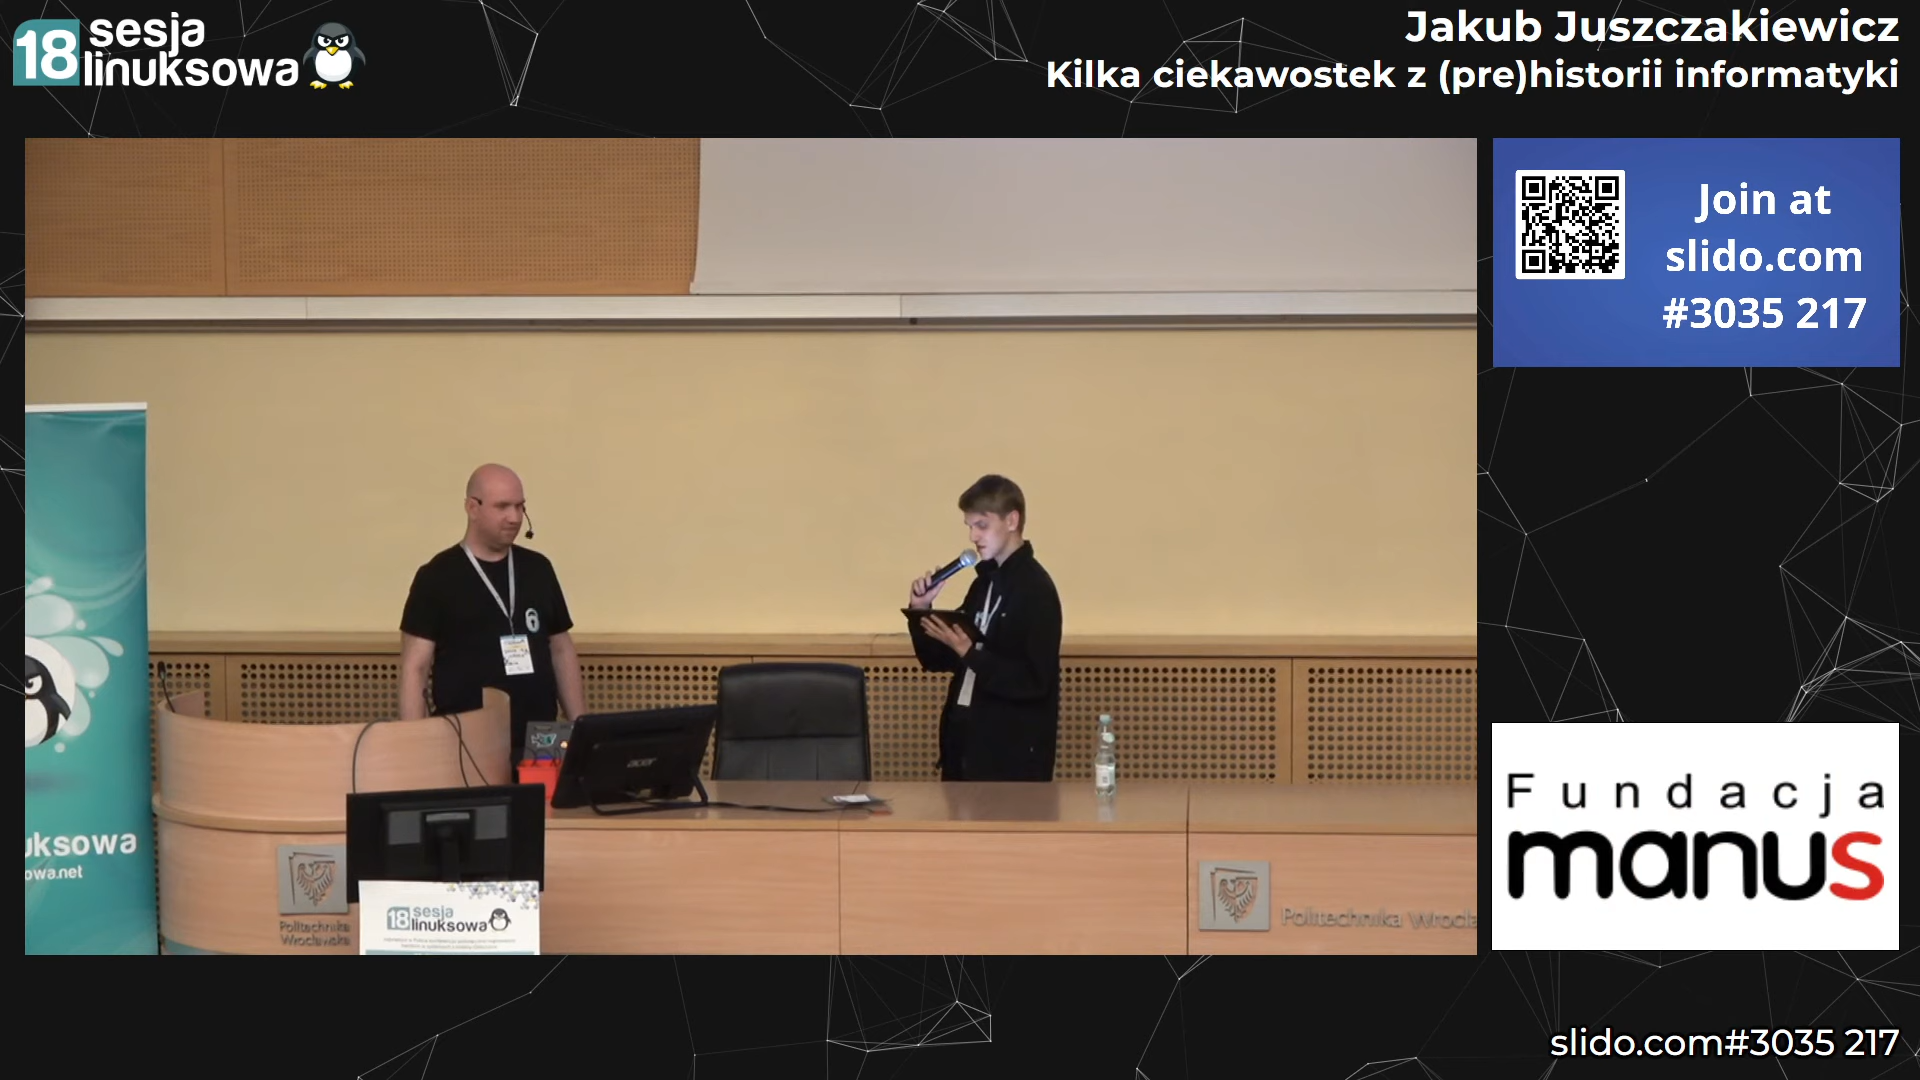 18 sesja
linuksowa
Jakub Juszczakiewicz
Kilka ciekawostek z (pre)historii informatyki
Join at
slido.com
#3035 217
acer
uksowa
owa.net
Politechnika
Wrocławska
18 sesja
linuksowa
Politechnika Wrocła
Fundacja
manus
slido.com#3035 217